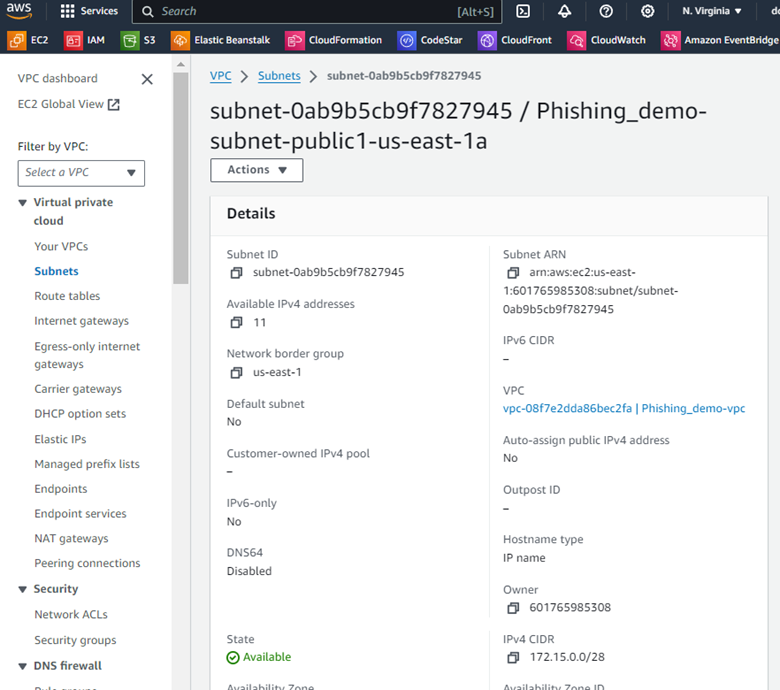 aws
Services
Search
[Alt+S]
N. Virginia
EC2
IAM
S3
Elastic Beanstalk
CloudFormation
CodeStar
CloudFront
CloudWatch
Amazon EventBridge
VPC dashboard
EC2 Global View
Filter by VPC:
Select a VPC
Virtual private
cloud
Your VPCs
Subnets
Route tables
Internet gateways
Egress-only internet
gateways
Carrier gateways
DHCP option sets
Elastic IPs
Managed prefix lists
Endpoints
Endpoint services
NAT gateways
Peering connections
Security
Network ACLs
Security groups
DNS firewall
VPC
Subnets
subnet-0ab9b5cb9f7827945
subnet-0ab9b5cb9f7827945 / Phishing_demo-
subnet-public1-us-east-1a
Actions
Details
Subnet ID
subnet-0ab9b5cb9f7827945
Available IPv4 addresses
11
Network border group
us-east-1
Default subnet
No
Customer-owned IPv4 pool
–
IPv6-only
No
DNS64
Disabled
State
Available
Availability Zone
Subnet ARN
arn:aws:ec2:us-east-
1:601765985308:subnet/subnet-
0ab9b5cb9f7827945
IPv6 CIDR
–
VPC
vpc-08f7e2dda86bec2fa | Phishing_demo-vpc
Auto-assign public IPv4 address
No
Outpost ID
–
Hostname type
IP name
Owner
601765985308
IPv4 CIDR
172.15.0.0/28
Availability Zone ID